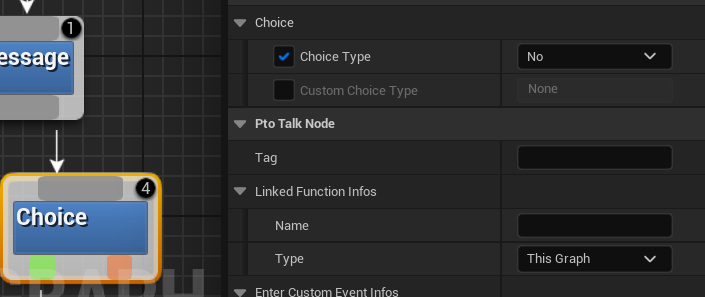 Choice
1
Choice Type
No
essage
Custom Choice Type
None
Pto Talk Node
Tag
4
Linked Function Infos
Choice
Name
Type
This Graph
Enter Custom Event Infos